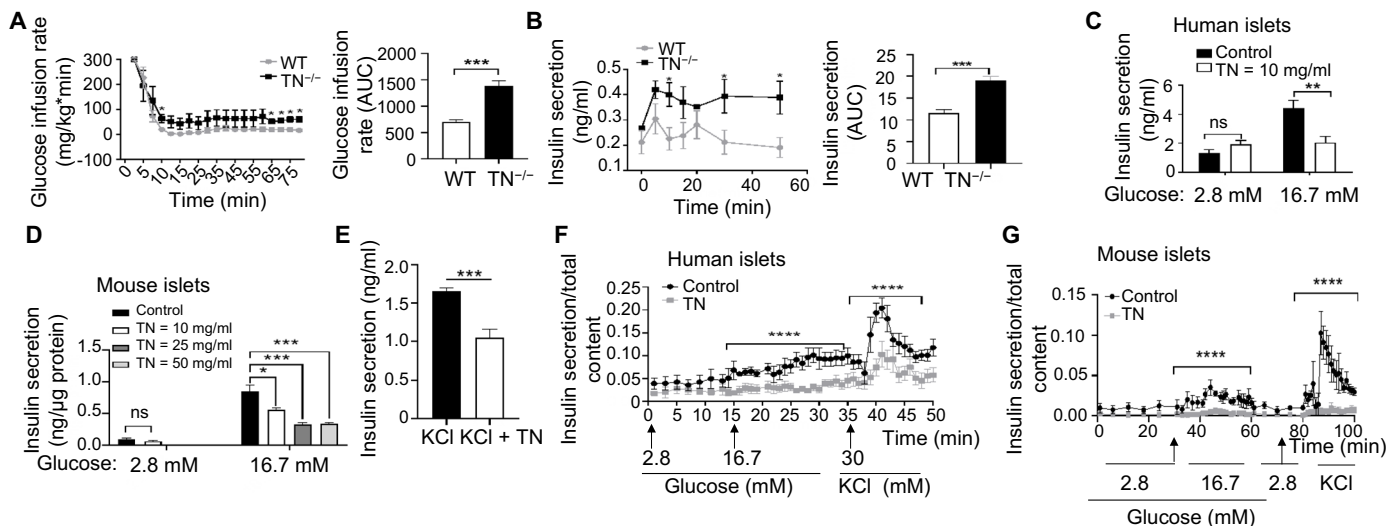 A
Glucose infusion rate
(mg/kg*min)
300
200
100
0
-100
WT
TN−/−
*
* * * * *
0 5 10 15 25 35 45 55 65 75
Time (min)
Glucose infusion
rate (AUC)
2000
1500
1000
500
0
***
WT TN−/−
B
Insulin secretion
(ng/ml)
0.5
0.4
0.3
0.2
0.1
WT
TN−/−
* * *
0 20 40 60
Time (min)
Insulin secretion
(AUC)
25
20
15
10
5
0
***
WT TN−/−
C
Human islets
Control
TN = 10 mg/ml
Insulin secretion
(ng/ml)
8
6
4
2
0
ns
**
Glucose: 2.8 mM 16.7 mM
D
Mouse islets
Control
TN = 10 mg/ml
TN = 25 mg/ml
TN = 50 mg/ml
Insulin secretion
(ng/µg protein)
1.5
1.0
0.5
0.0
ns
***
***
*
Glucose: 2.8 mM 16.7 mM
E
Insulin secretion (ng/ml)
2.0
1.5
1.0
0.5
0.0
***
KCl KCl + TN
F
Human islets
Control
TN
Insulin secretion/total
content
0.25
0.20
0.15
0.10
0.05
0.00
****
****
0 5 10 15 20 25 30 35 40 45 50
Time (min)
2.8 16.7 30
Glucose (mM) KCl (mM)
G
Mouse islets
Control
TN
Insulin secretion/total
content
0.15
0.10
0.05
0.00
****
****
0 20 40 60 80 100
Time (min)
2.8 16.7 2.8 KCl
Glucose (mM)